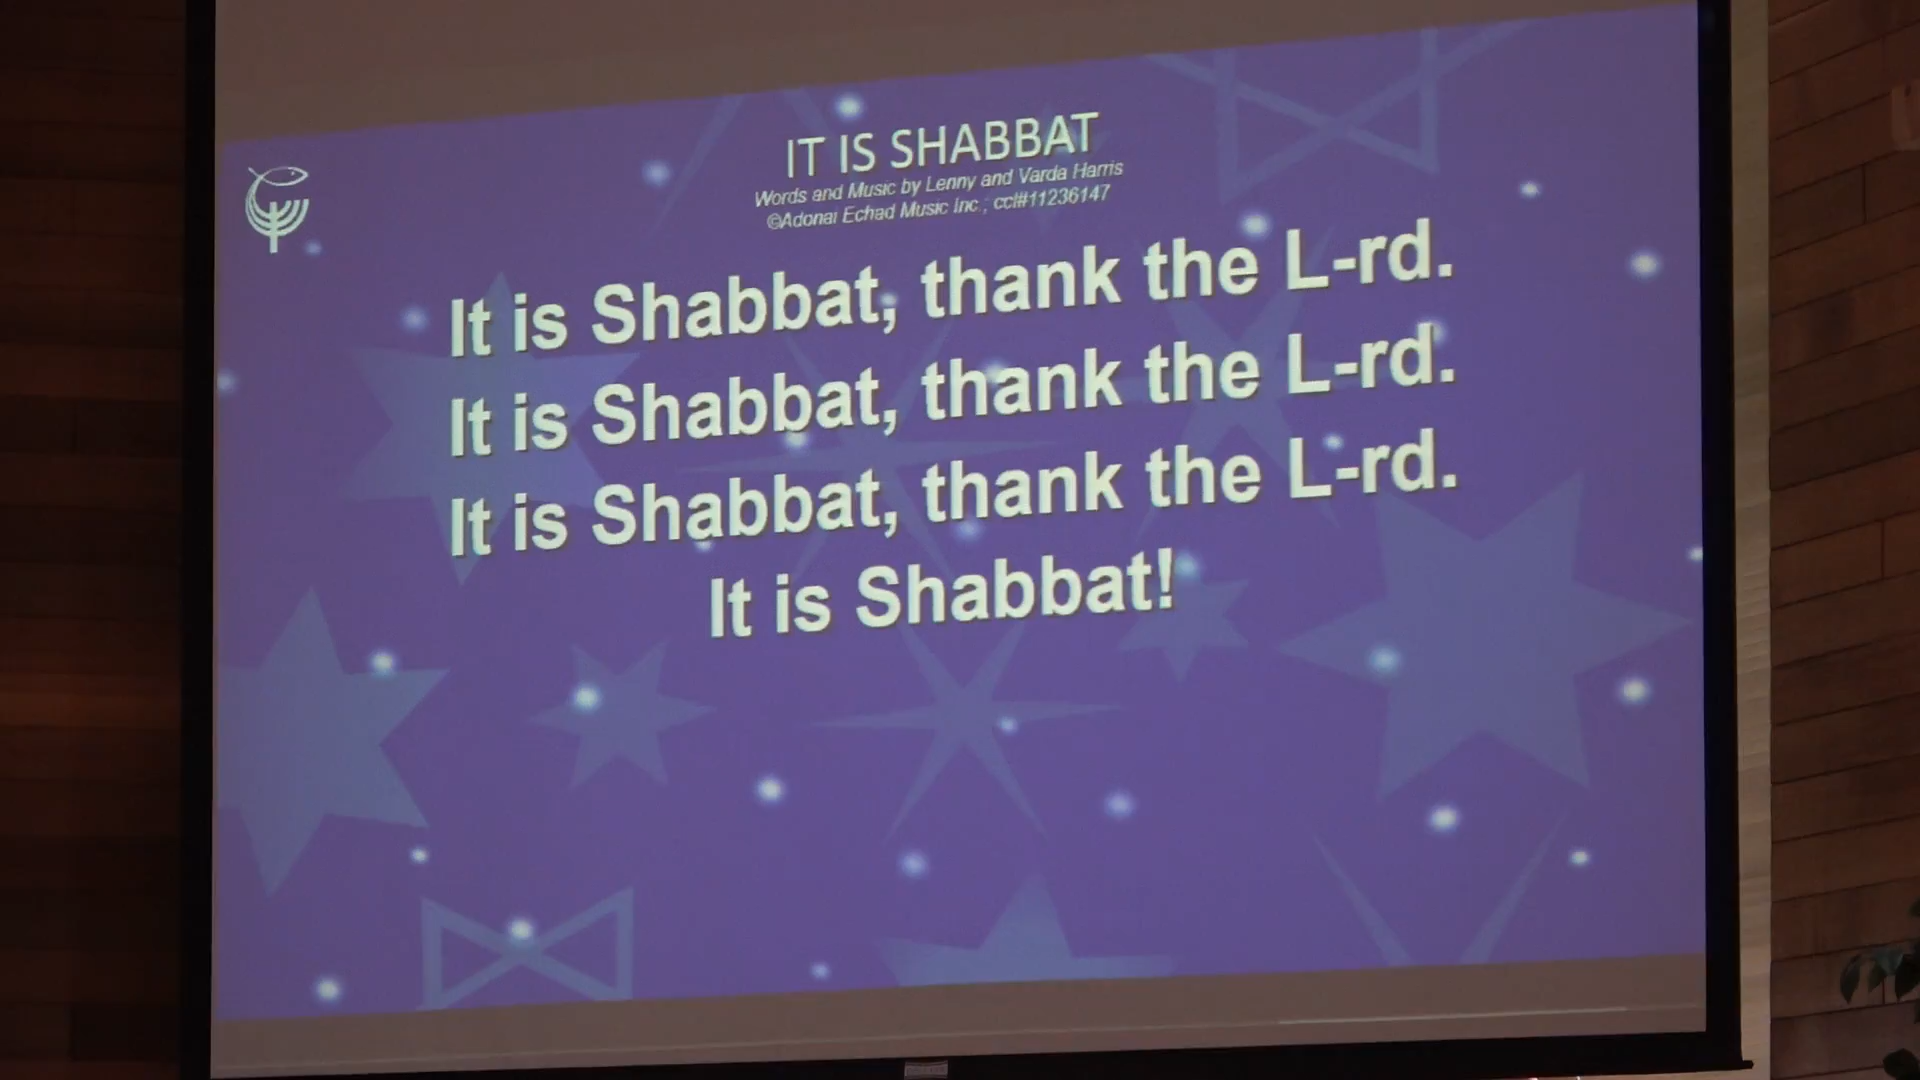 IT IS SHABBAT
Words and Music by Lenny and Varda Harris
©Adonai Echad Music Inc.; ccl#11236147
It is Shabbat, thank the L-rd.
It is Shabbat, thank the L-rd.
It is Shabbat, thank the L-rd.
It is Shabbat!